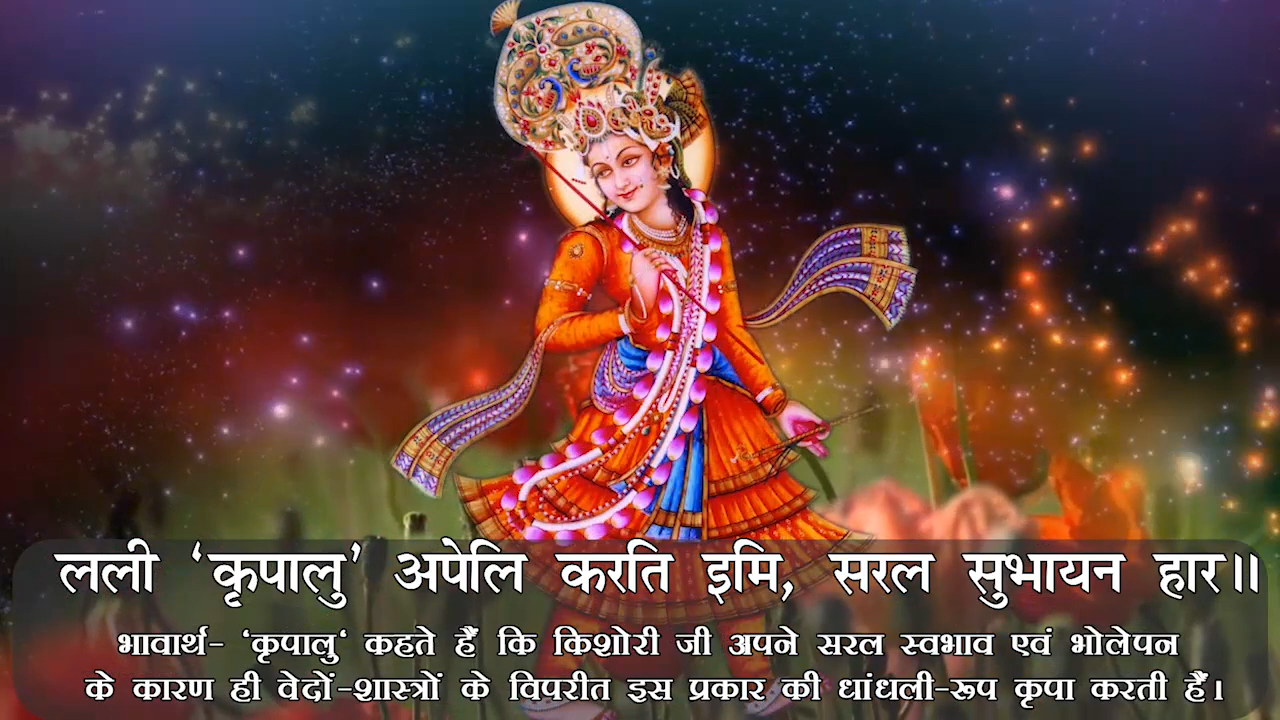 लली ‘कृपालु’ अपेलि करति इमि, सरल सुभायन हार॥
भावार्थ- ‘कृपालु‘ कहते हैं कि किशोरी जी अपने सरल स्वभाव एवं भोलेपन
के कारण ही वेदों-शास्त्रों के विपरीत इस प्रकार की धांधली-रूप कृपा करती हैं।